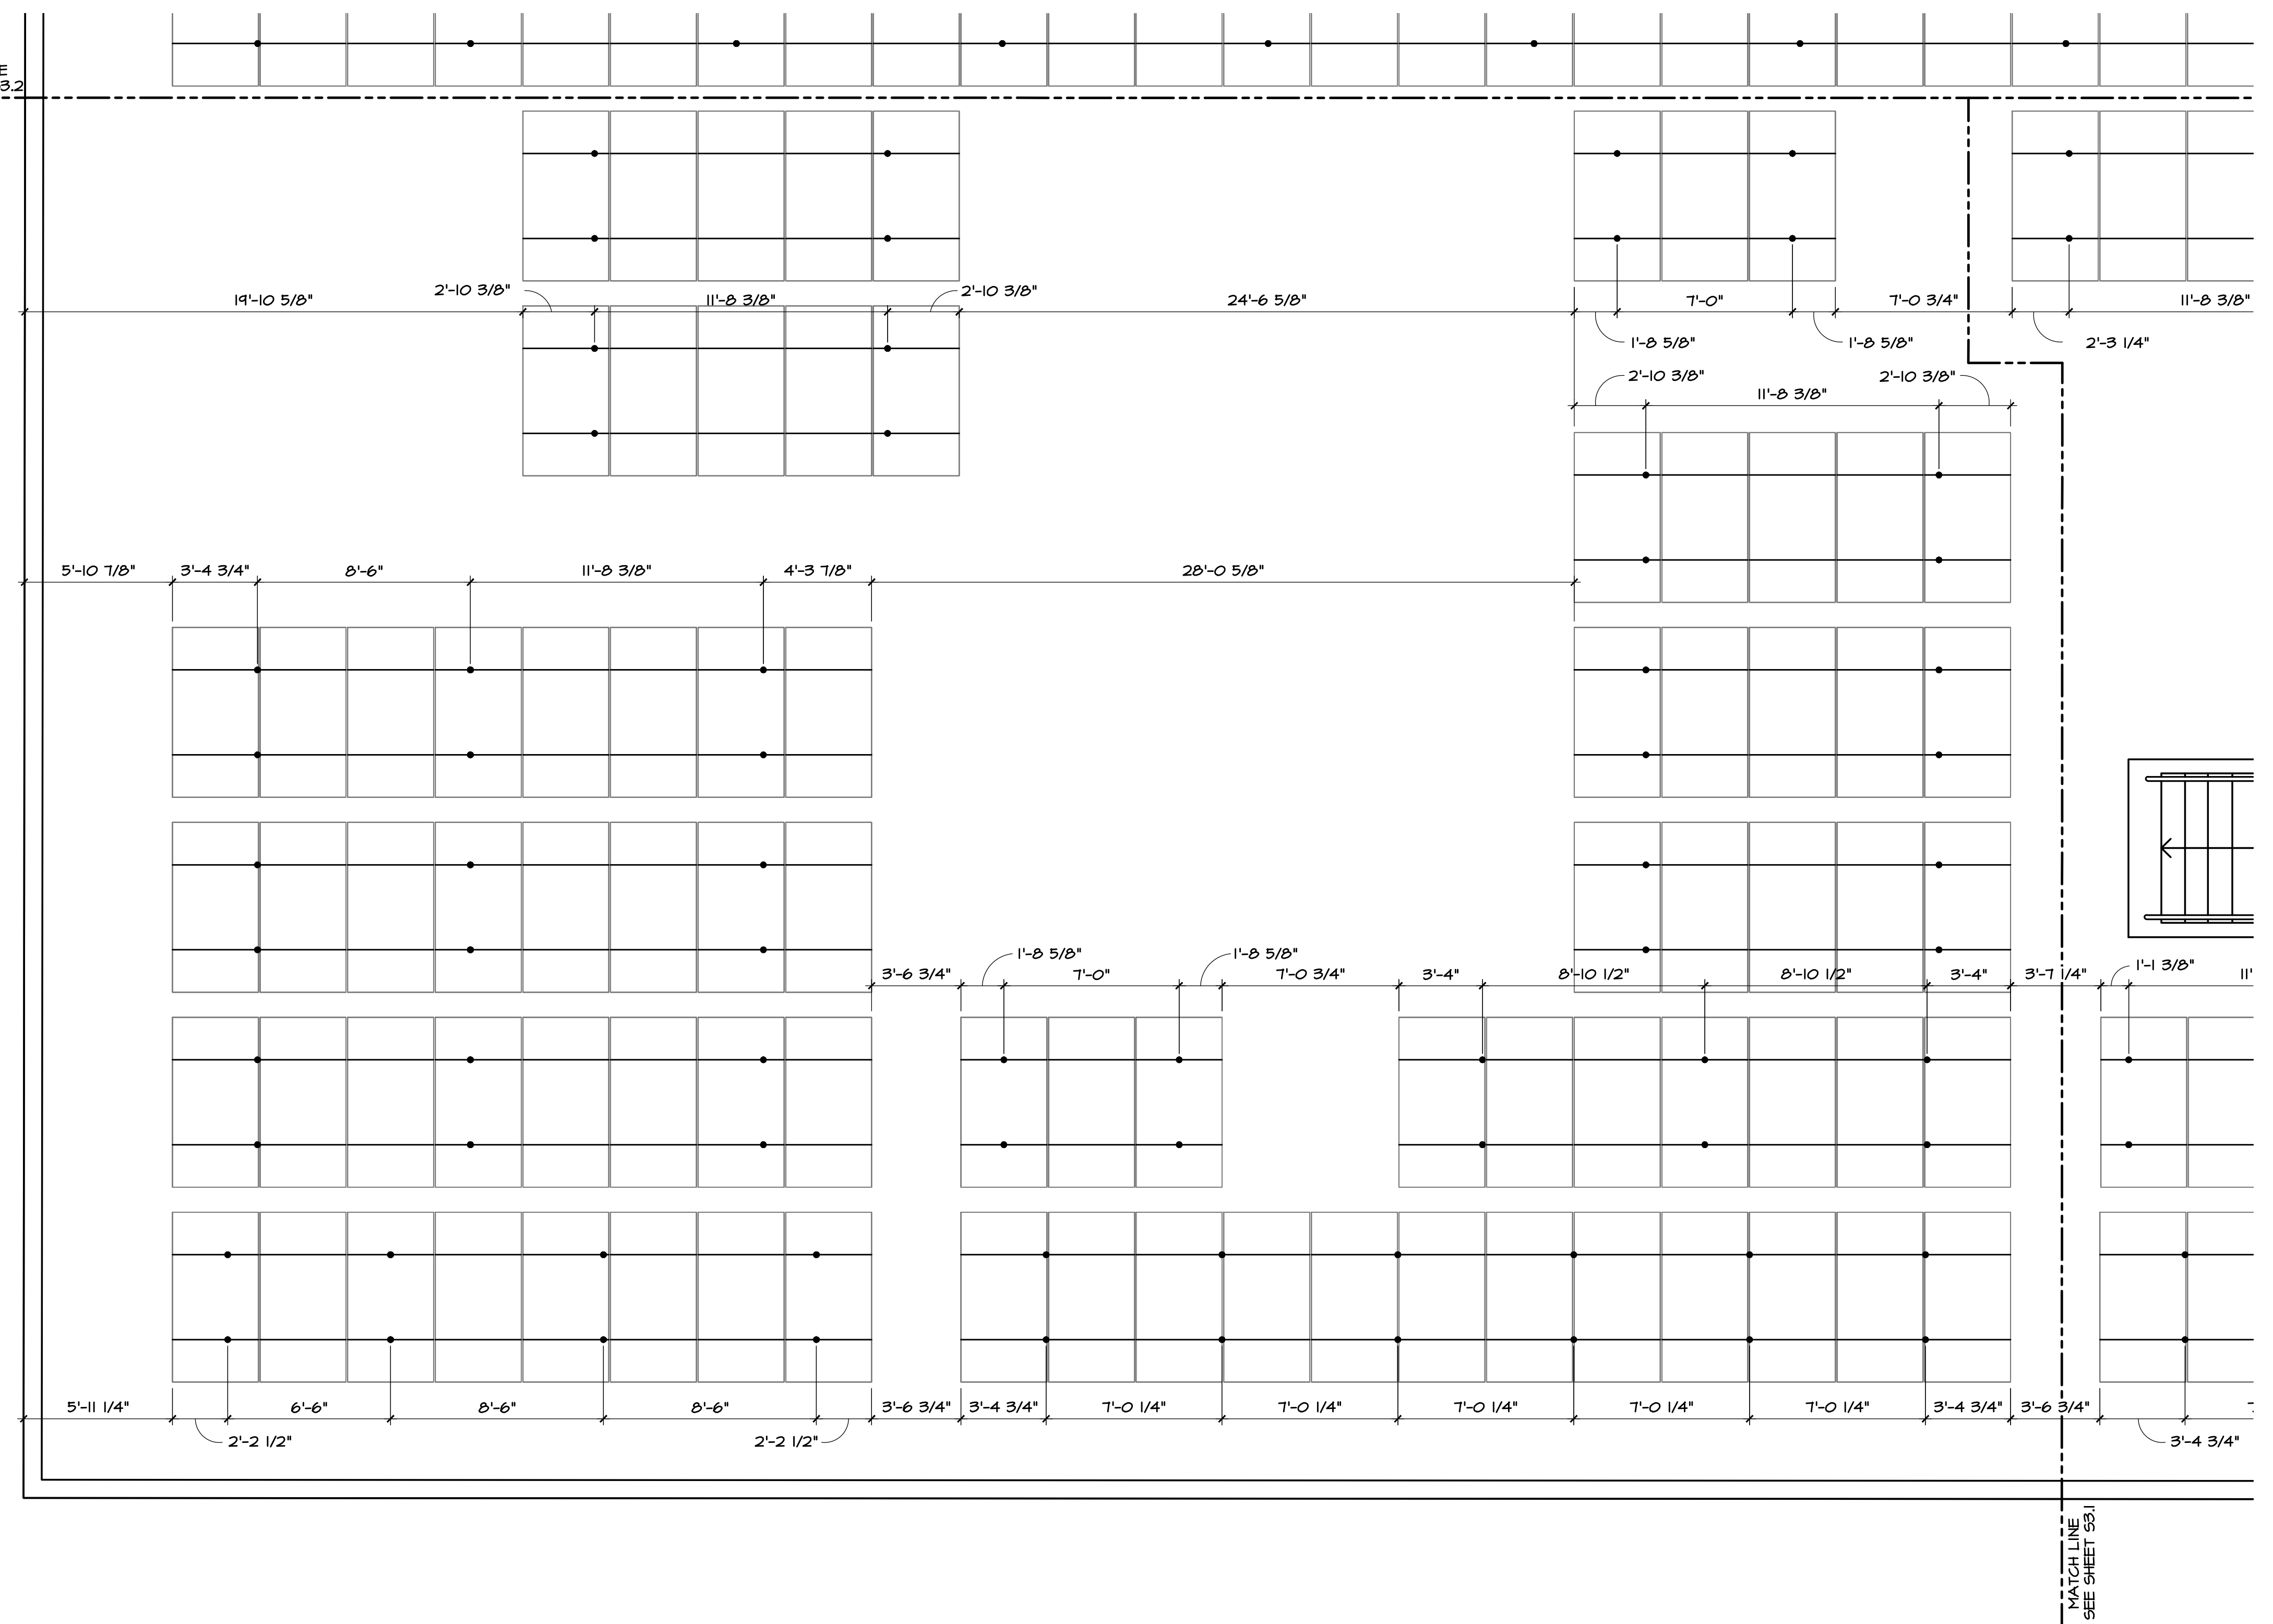 E
3.2
2'-10 3/8" 2'-10 3/8"
19'-10 5/8" 11'-8 3/8" 24'-6 5/8" 7'-0" 7'-0 3/4" 11'-8 3/8"
1'-8 5/8" 1'-8 5/8" 2'-3 1/4"
2'-10 3/8" 2'-10 3/8"
11'-8 3/8"
5'-10 7/8" 3'-4 3/4" 8'-6" 11'-8 3/8" 4'-3 7/8" 28'-0 5/8"
1'-8 5/8" 1'-8 5/8"
1'-1 3/8"
3'-6 3/4" 7'-0" 7'-0 3/4" 3'-4" 8'-10 1/2" 8'-10 1/2" 3'-4" 3'-7 1/4" 11'
5'-11 1/4" 6'-6" 8'-6" 8'-6" 3'-6 3/4" 3'-4 3/4" 7'-0 1/4" 7'-0 1/4" 7'-0 1/4" 7'-0 1/4" 7'-0 1/4" 3'-4 3/4" 3'-6 3/4"
2'-2 1/2" 2'-2 1/2" 3'-4 3/4"
MATCH LINE
SEE SHEET S3.1